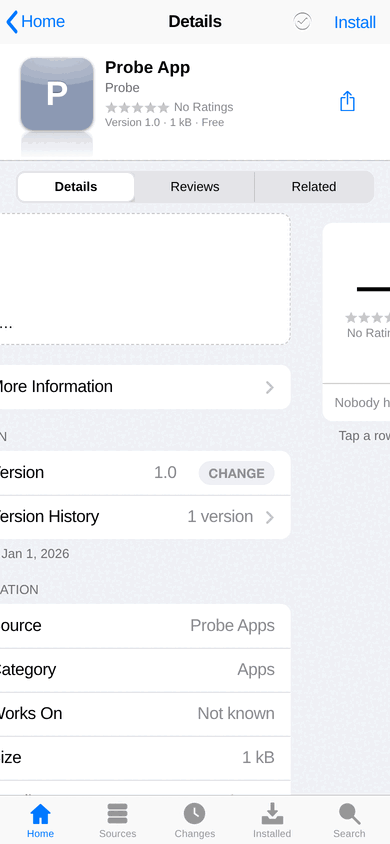 Home Details Install
P
Probe App
Probe
No Ratings
Version 1.0 · 1 kB · Free
Details Reviews Related
...
ore Information
No Ratin
Nobody h
N
Tap a row
ersion 1.0 CHANGE
ersion History 1 version
Jan 1, 2026
ATION
ource Probe Apps
ategory Apps
Works On Not known
ize 1 kB
Home Sources Changes Installed Search